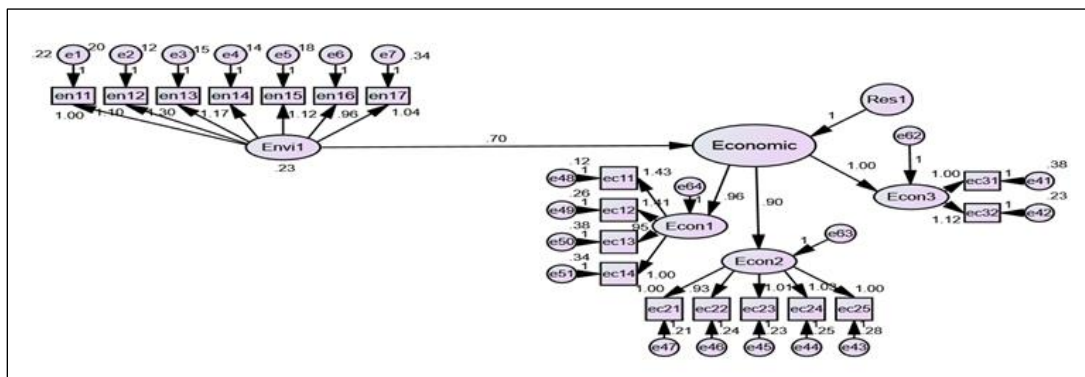 .22 e1 .20 e2 .12 e3 .15 e4 .14 e5 .18 e6 e7 .34
1 1 1 1 1 1 1
en11 en12 en13 en14 en15 en16 en17
1.00 1.10 1.30 1.17 1.12 .96 1.04
Envi1
.23
.70
Economic
Res1
1
1.00
.96
.90
e62
1
Econ3
1.00 ec31 1 e41 .38
1.12 ec32 1 e42 .23
e64
1
Econ1
.12 e48 1 ec11 1.43
.26 e49 1 ec12 1.41
.38 e50 1 ec13 .95
.34 e51 1 ec14 1.00
e63
1
Econ2
1.00 .93 1.01 1.03 1.00
ec21 ec22 ec23 ec24 ec25
1 1 1 1 1
.21 .24 .23 .25 .28
e47 e46 e45 e44 e43